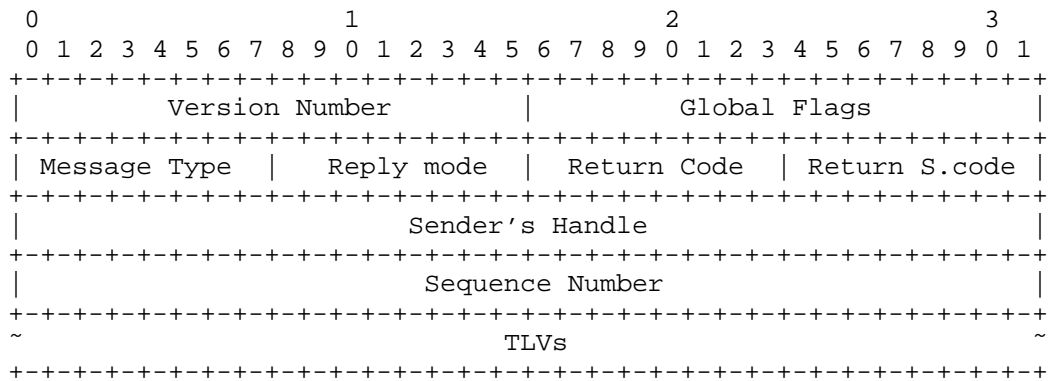 0                   1                   2                   3
 0 1 2 3 4 5 6 7 8 9 0 1 2 3 4 5 6 7 8 9 0 1 2 3 4 5 6 7 8 9 0 1
+-+-+-+-+-+-+-+-+-+-+-+-+-+-+-+-+-+-+-+-+-+-+-+-+-+-+-+-+-+-+-+-+
|         Version Number        |         Global Flags          |
+-+-+-+-+-+-+-+-+-+-+-+-+-+-+-+-+-+-+-+-+-+-+-+-+-+-+-+-+-+-+-+-+
| Message Type  |   Reply mode  |  Return Code  | Return S.code |
+-+-+-+-+-+-+-+-+-+-+-+-+-+-+-+-+-+-+-+-+-+-+-+-+-+-+-+-+-+-+-+-+
|                        Sender’s Handle                        |
+-+-+-+-+-+-+-+-+-+-+-+-+-+-+-+-+-+-+-+-+-+-+-+-+-+-+-+-+-+-+-+-+
|                         Sequence Number                       |
+-+-+-+-+-+-+-+-+-+-+-+-+-+-+-+-+-+-+-+-+-+-+-+-+-+-+-+-+-+-+-+-+
~                              TLVs                             ~
+-+-+-+-+-+-+-+-+-+-+-+-+-+-+-+-+-+-+-+-+-+-+-+-+-+-+-+-+-+-+-+-+